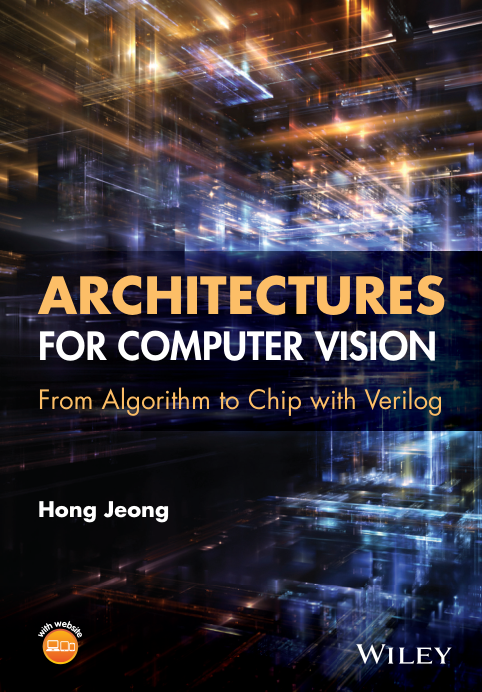 ARCHITECTURES
FOR COMPUTER VISION
From Algorithm to Chip with Verilog
Hong Jeong
with website
WILEY